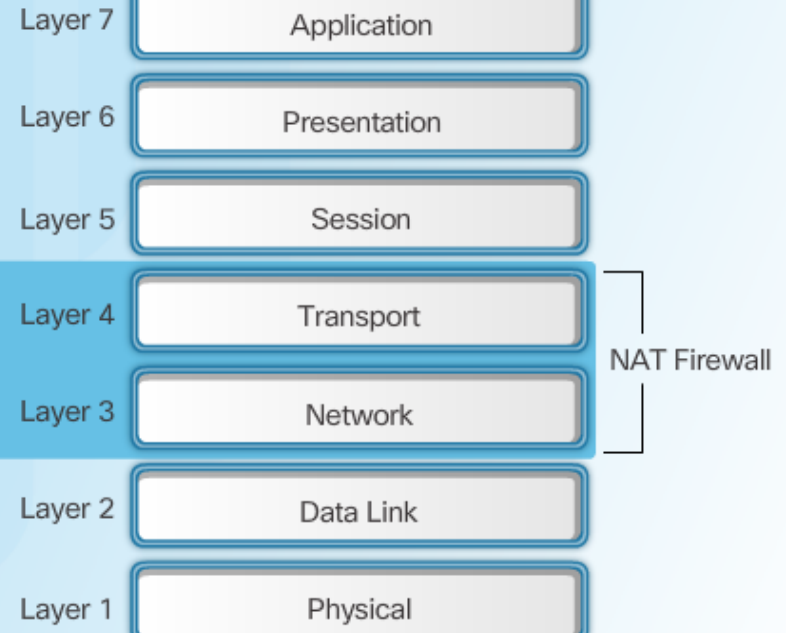 Layer 7 Application
Layer 6 Presentation
Layer 5 Session
Layer 4 Transport
NAT Firewall
Layer 3 Network
Layer 2 Data Link
Layer 1 Physical